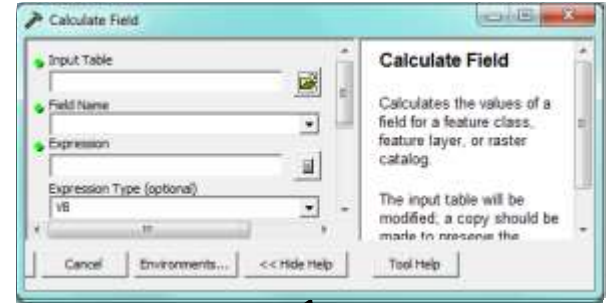 Calculate Field
Input Table
Field Name
Expression
Expression Type (optional)
VB
Cancel
Environments...
<< Hide Help
Calculate Field
Calculates the values of a
field for a feature class,
feature layer, or raster
catalog.
The input table will be
modified; a copy should be
made to preserve the
Tool Help